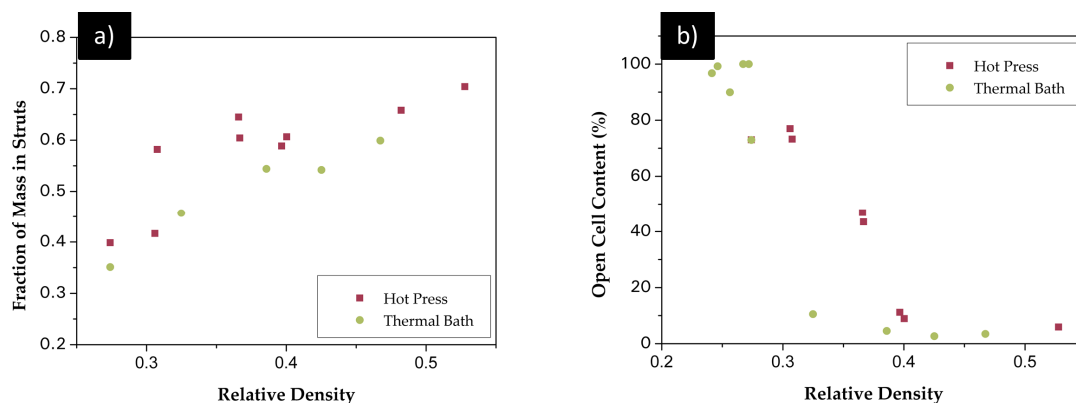 a)
Fraction of Mass in Struts
0.8
0.7
0.6
0.5
0.4
0.3
0.2
0.3
0.4
0.5
Relative Density
Hot Press
Thermal Bath
b)
Open Cell Content (%)
100
80
60
40
20
0
0.2
0.3
0.4
0.5
Relative Density
Hot Press
Thermal Bath